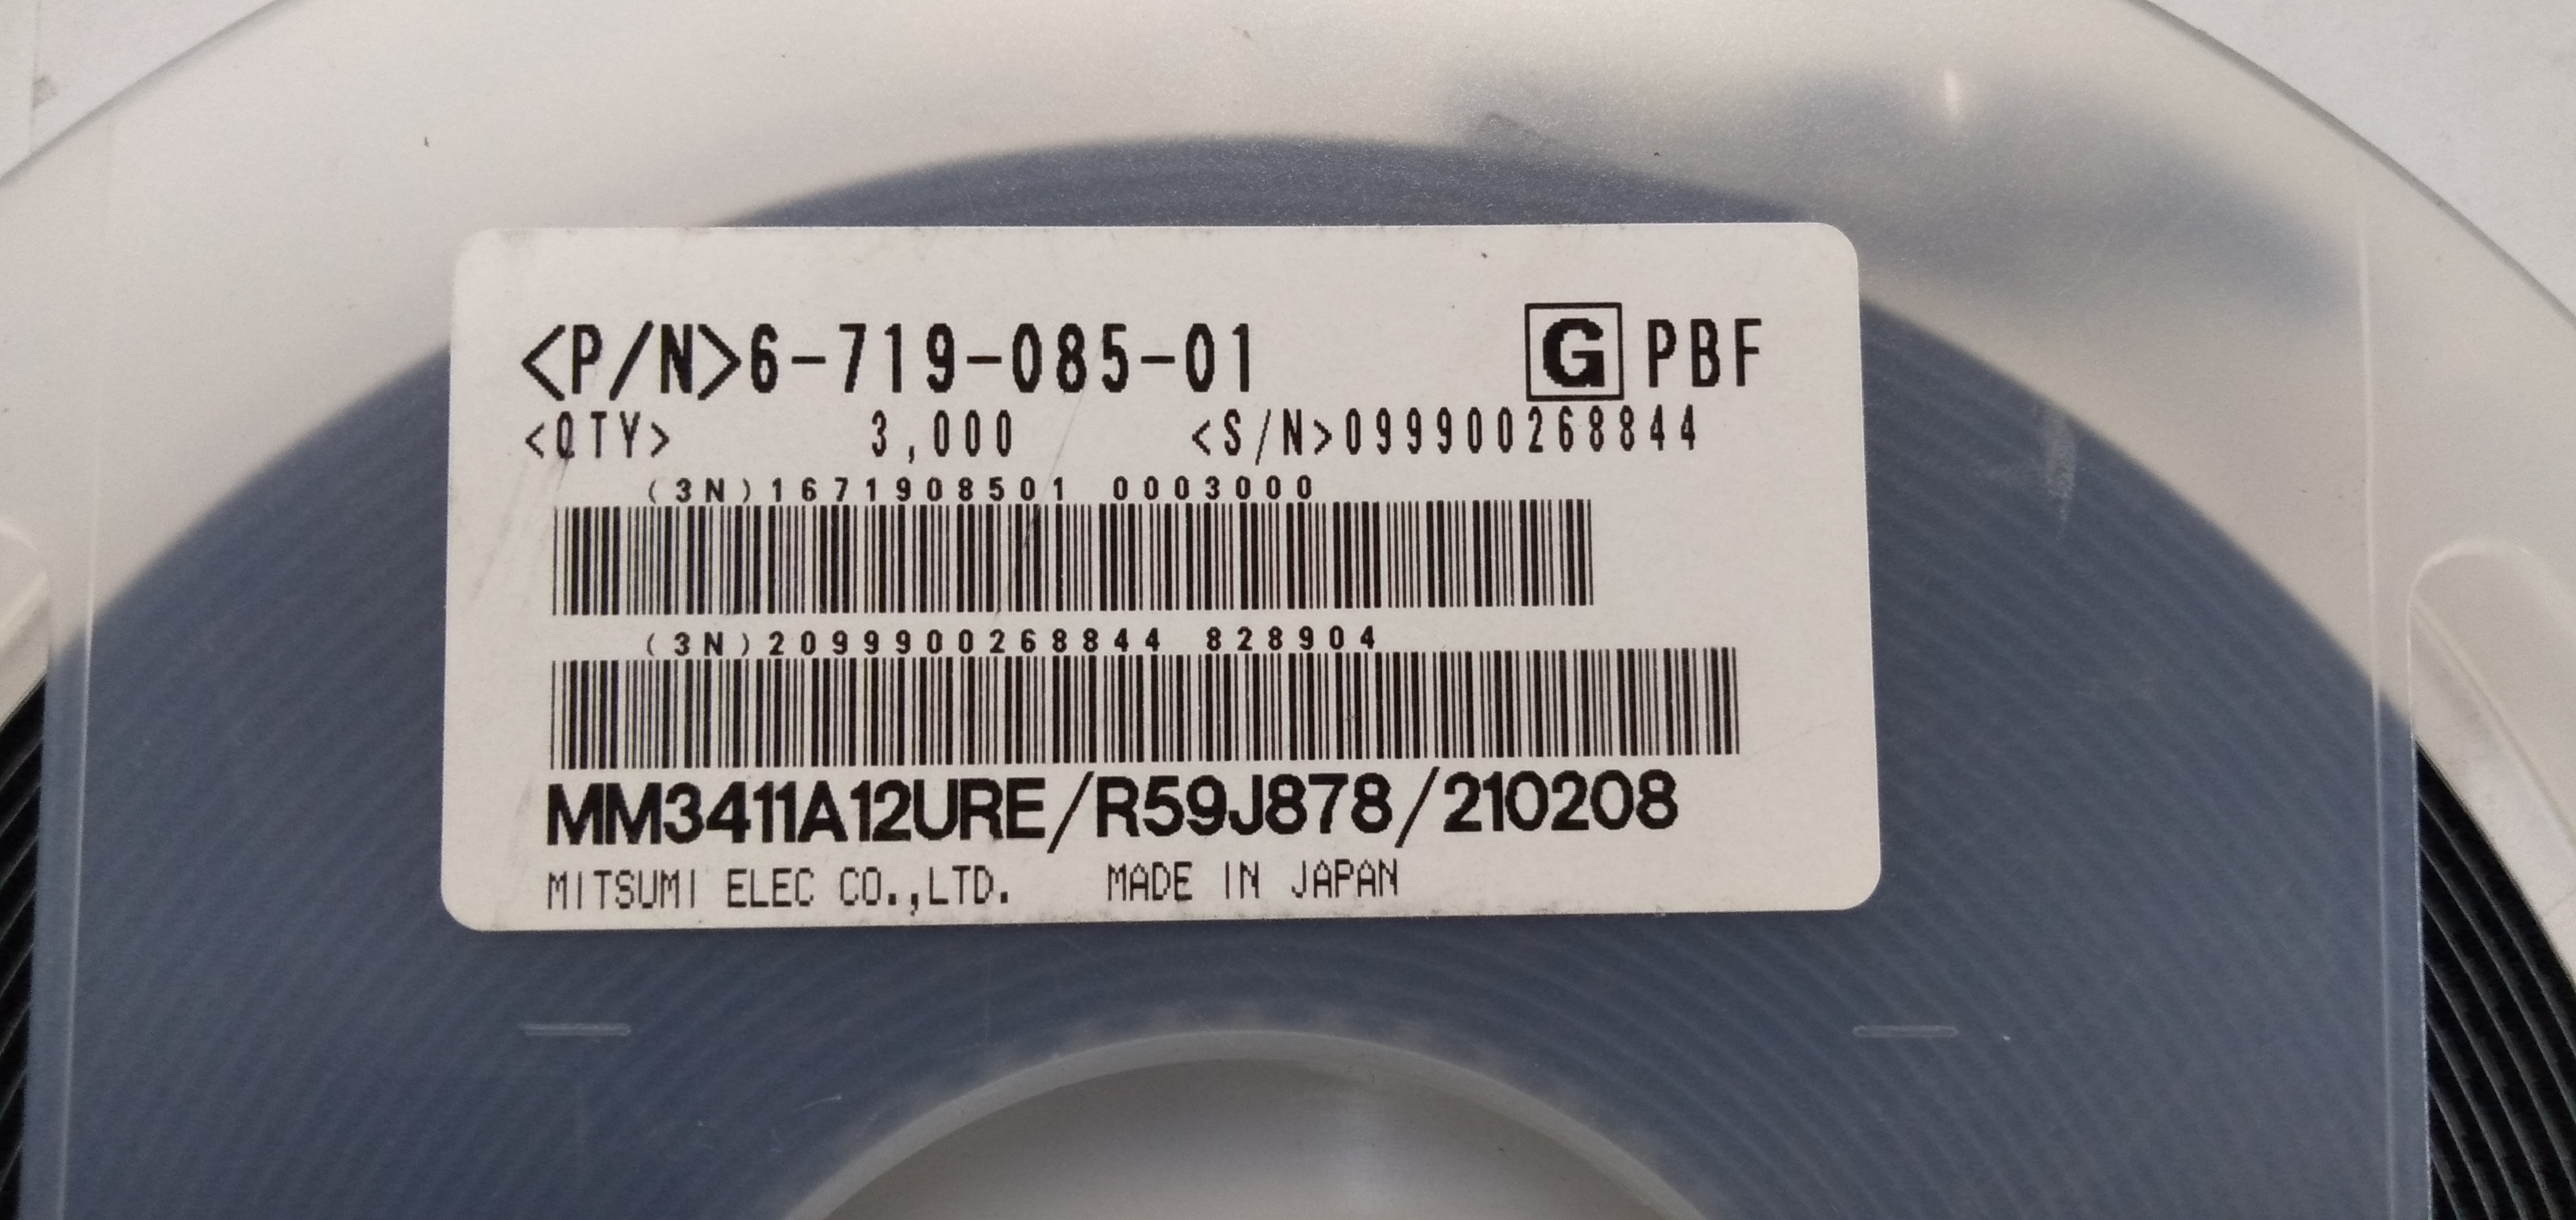 <P/N>6-719-085-01 G PBF
<QTY> 3,000 <S/N>099900268844
(3N)1671908501 0003000
(3N)2099900268844 828904
MM3411A12URE/R59J878/210208
MITSUMI ELEC CO.,LTD. MADE IN JAPAN